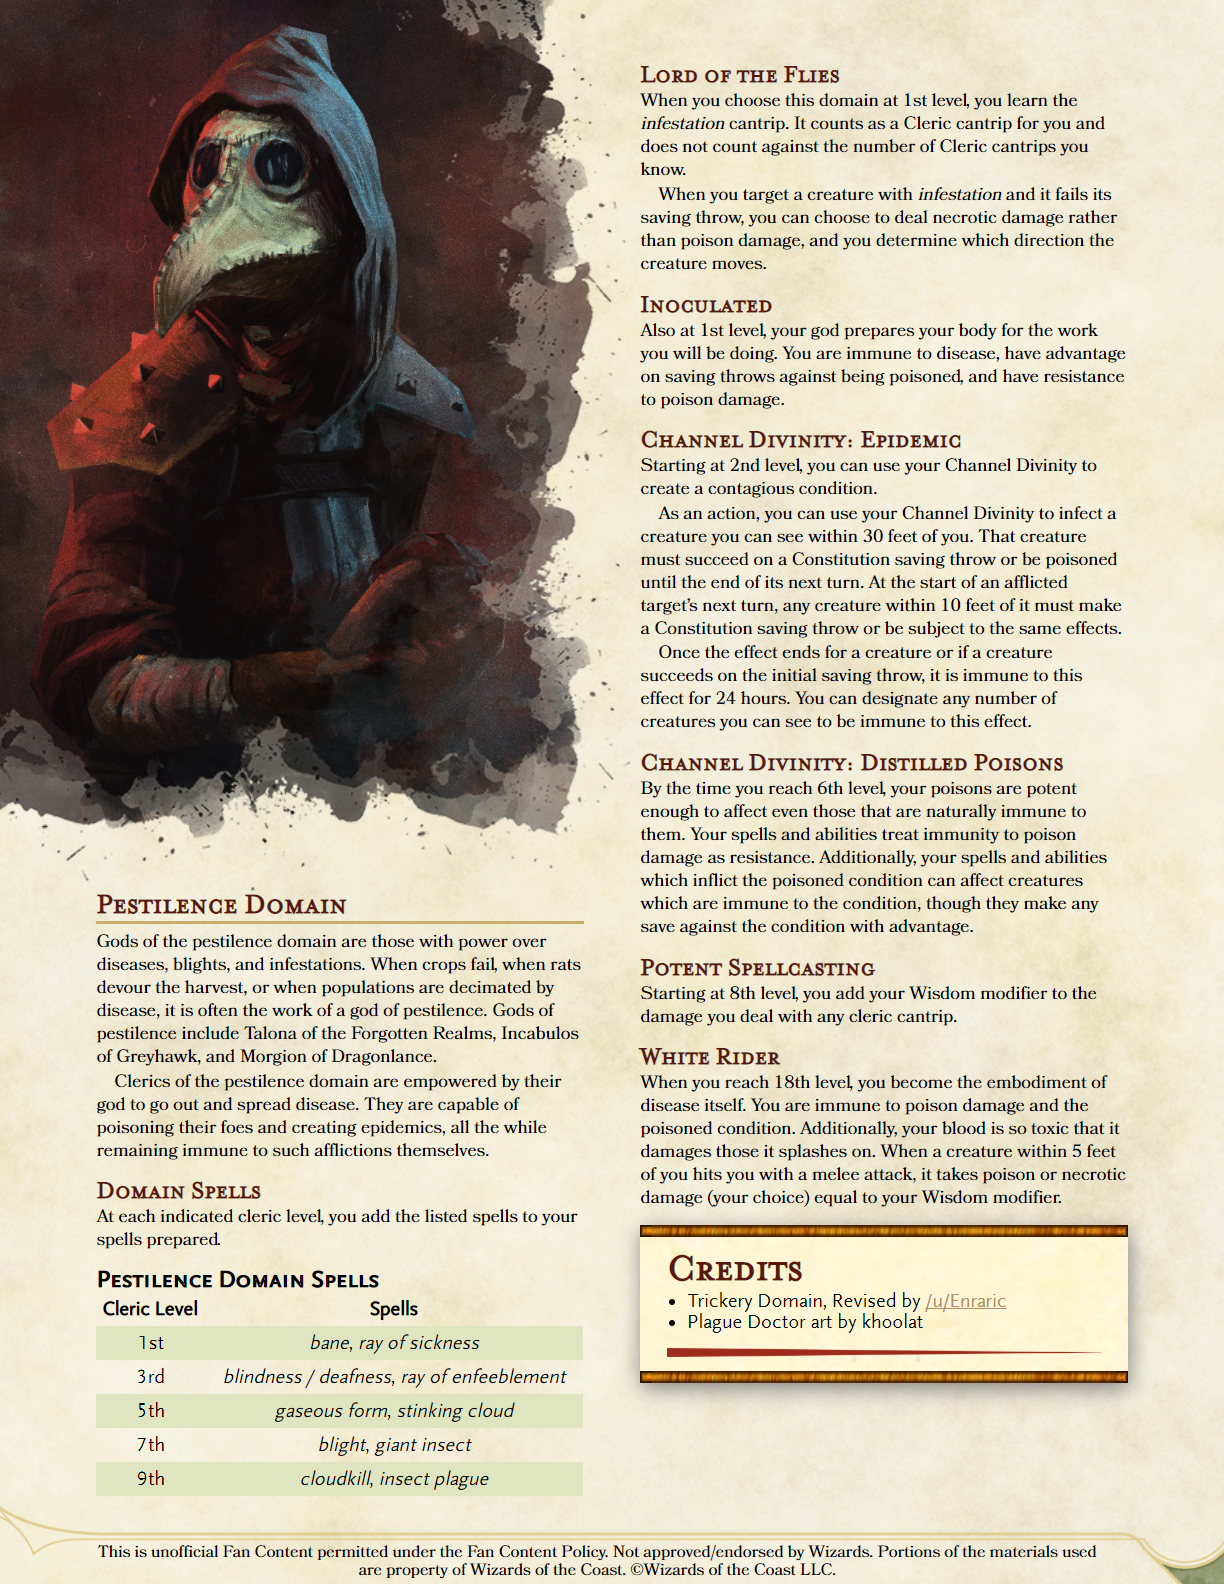 Pestilence Domain
Gods of the pestilence domain are those with power over
diseases, blights, and infestations. When crops fail, when rats
devour the harvest, or when populations are decimated by
disease, it is often the work of a god of pestilence. Gods of
pestilence include Talona of the Forgotten Realms, Incabulos
of Greyhawk, and Morgion of Dragonlance.
Clerics of the pestilence domain are empowered by their
god to go out and spread disease. They are capable of
poisoning their foes and creating epidemics, all the while
remaining immune to such afflictions themselves.
Domain Spells
At each indicated cleric level, you add the listed spells to your
spells prepared.
Pestilence Domain Spells
Cleric Level Spells
1st bane, ray of sickness
3rd blindness / deafness, ray of enfeeblement
5th gaseous form, stinking cloud
7th blight, giant insect
9th cloudkill, insect plague
Lord of the Flies
When you choose this domain at 1st level, you learn the
infestation cantrip. It counts as a Cleric cantrip for you and
does not count against the number of Cleric cantrips you
know.
When you target a creature with infestation and it fails its
saving throw, you can choose to deal necrotic damage rather
than poison damage, and you determine which direction the
creature moves.
Inoculated
Also at 1st level, your god prepares your body for the work
you will be doing. You are immune to disease, have advantage
on saving throws against being poisoned, and have resistance
to poison damage.
Channel Divinity: Epidemic
Starting at 2nd level, you can use your Channel Divinity to
create a contagious condition.
As an action, you can use your Channel Divinity to infect a
creature you can see within 30 feet of you. That creature
must succeed on a Constitution saving throw or be poisoned
until the end of its next turn. At the start of an afflicted
target's next turn, any creature within 10 feet of it must make
a Constitution saving throw or be subject to the same effects.
Once the effect ends for a creature or if a creature
succeeds on the initial saving throw, it is immune to this
effect for 24 hours. You can designate any number of
creatures you can see to be immune to this effect.
Channel Divinity: Distilled Poisons
By the time you reach 6th level, your poisons are potent
enough to affect even those that are naturally immune to
them. Your spells and abilities treat immunity to poison
damage as resistance. Additionally, your spells and abilities
which inflict the poisoned condition can affect creatures
which are immune to the condition, though they make any
save against the condition with advantage.
Potent Spellcasting
Starting at 8th level, you add your Wisdom modifier to the
damage you deal with any cleric cantrip.
White Rider
When you reach 18th level, you become the embodiment of
disease itself. You are immune to poison damage and the
poisoned condition. Additionally, your blood is so toxic that it
damages those it splashes on. When a creature within 5 feet
of you hits you with a melee attack, it takes poison or necrotic
damage (your choice) equal to your Wisdom modifier.
Credits
• Trickery Domain, Revised by /u/Enraric
• Plague Doctor art by khoolat
This is unofficial Fan Content permitted under the Fan Content Policy. Not approved/endorsed by Wizards. Portions of the materials used
are property of Wizards of the Coast. ©Wizards of the Coast LLC.